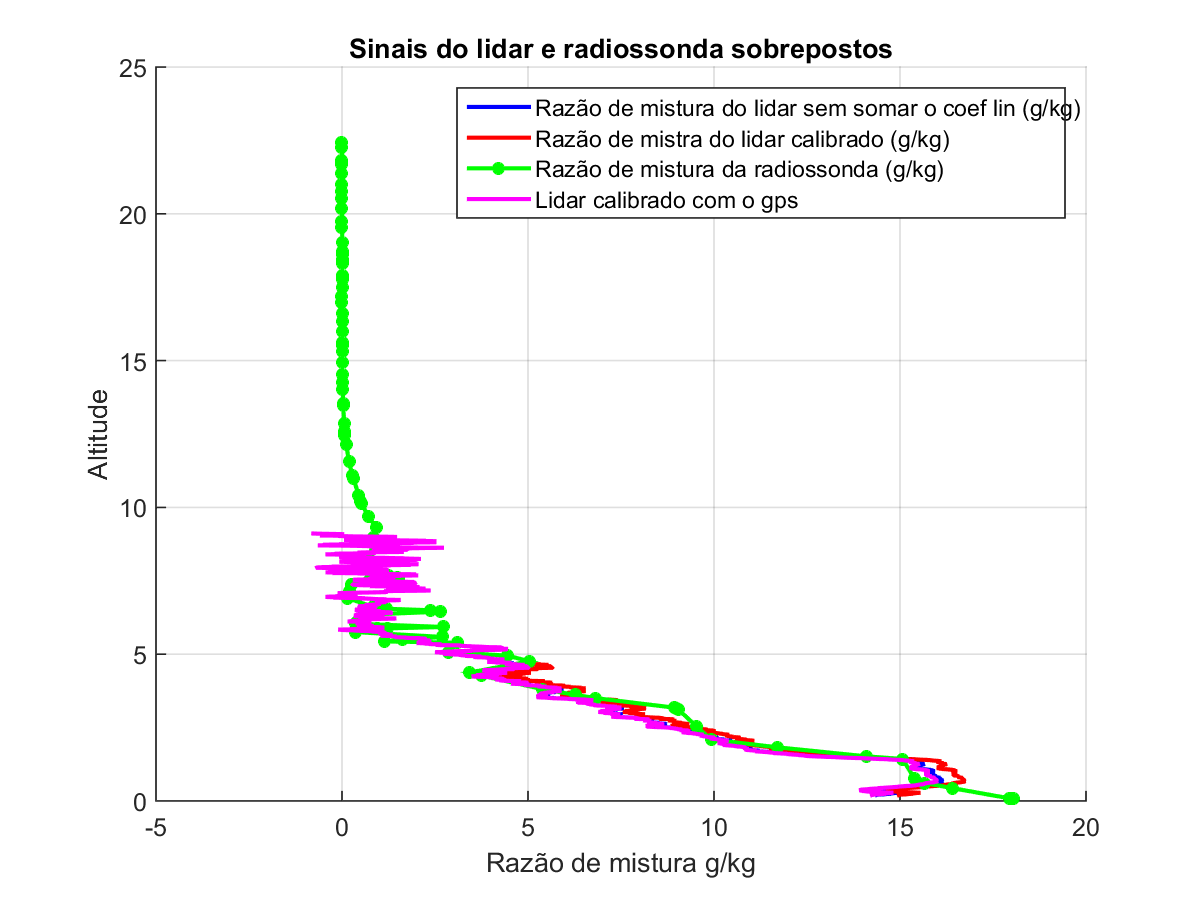 Sinais do lidar e radiossonda sobrepostos
25
Razão de mistura do lidar sem somar o coef lin (g/kg)
Razão de mistra do lidar calibrado (g/kg)
Razão de mistura da radiossonda (g/kg)
Lidar calibrado com o gps
20
15
Altitude
10
5
0
-5 0 5 10 15 20
Razão de mistura g/kg